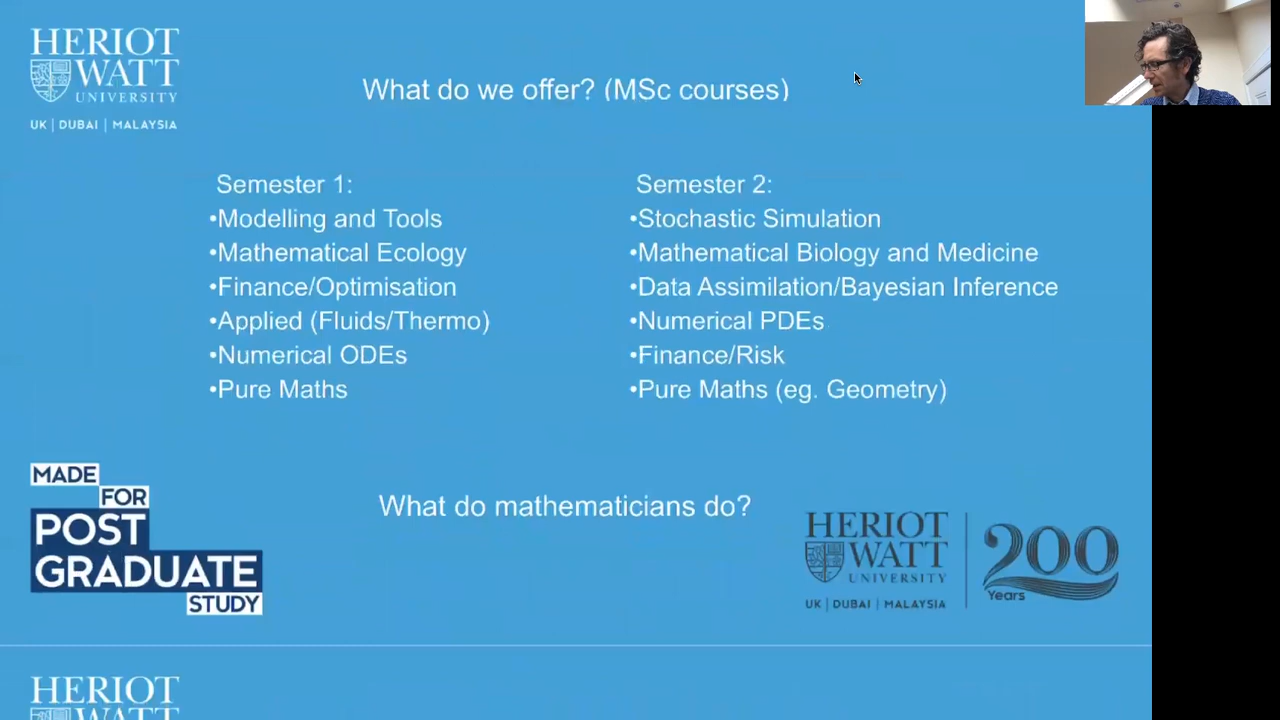 HERIOT
WATT
UNIVERSITY
UK | DUBAI | MALAYSIA
What do we offer? (MSc courses)
Semester 1:
•Modelling and Tools
•Mathematical Ecology
•Finance/Optimisation
•Applied (Fluids/Thermo)
•Numerical ODEs
•Pure Maths
Semester 2:
•Stochastic Simulation
•Mathematical Biology and Medicine
•Data Assimilation/Bayesian Inference
•Numerical PDEs
•Finance/Risk
•Pure Maths (eg. Geometry)
What do mathematicians do?
MADE
FOR
POST
GRADUATE
STUDY
HERIOT
WATT
UNIVERSITY
UK | DUBAI | MALAYSIA
200
Years
HERIOT
WATT